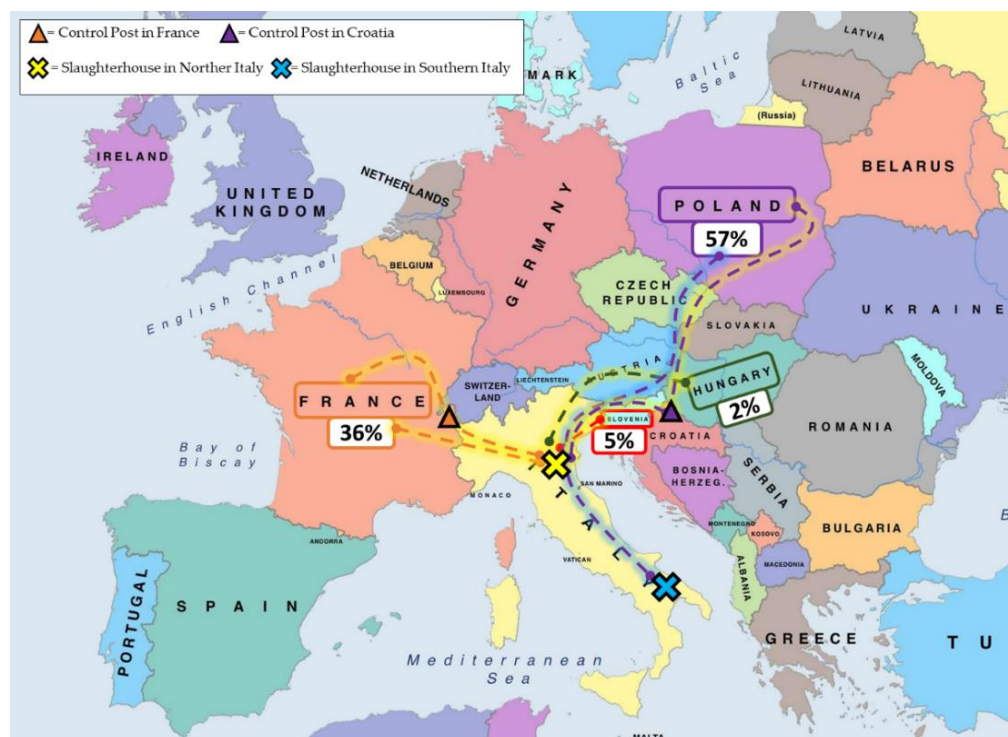 = Control Post in France
= Control Post in Croatia
= Slaughterhouse in Norther Italy
= Slaughterhouse in Southern Italy
MARK
Baltic
Sea
LATVIA
LITHUANIA
(Russia)
BELARUS
IRELAND
UNITED
KINGDOM
NETHERLANDS
GERMANY
POLAND
57%
BELGIUM
LUXEMBOURG
English Channel
CZECH
REPUBLIC
UKRAINE
SLOVAKIA
MOLDOVA
AUSTRIA
LIECHTENSTEIN
SWITZER-
LAND
HUNGARY
2%
FRANCE
36%
SLOVENIA
5%
CROATIA
ROMANIA
Bay of
Biscay
BOSNIA-
HERZEG.
SERBIA
SAN MARINO
MONACO
ITALY
ANDORRA
VATICAN
MONTENEGRO
KOSOVO
BULGARIA
MACEDONIA
ALBANIA
PORTUGAL
SPAIN
GREECE
TU
Mediterranean
Sea
MALTA